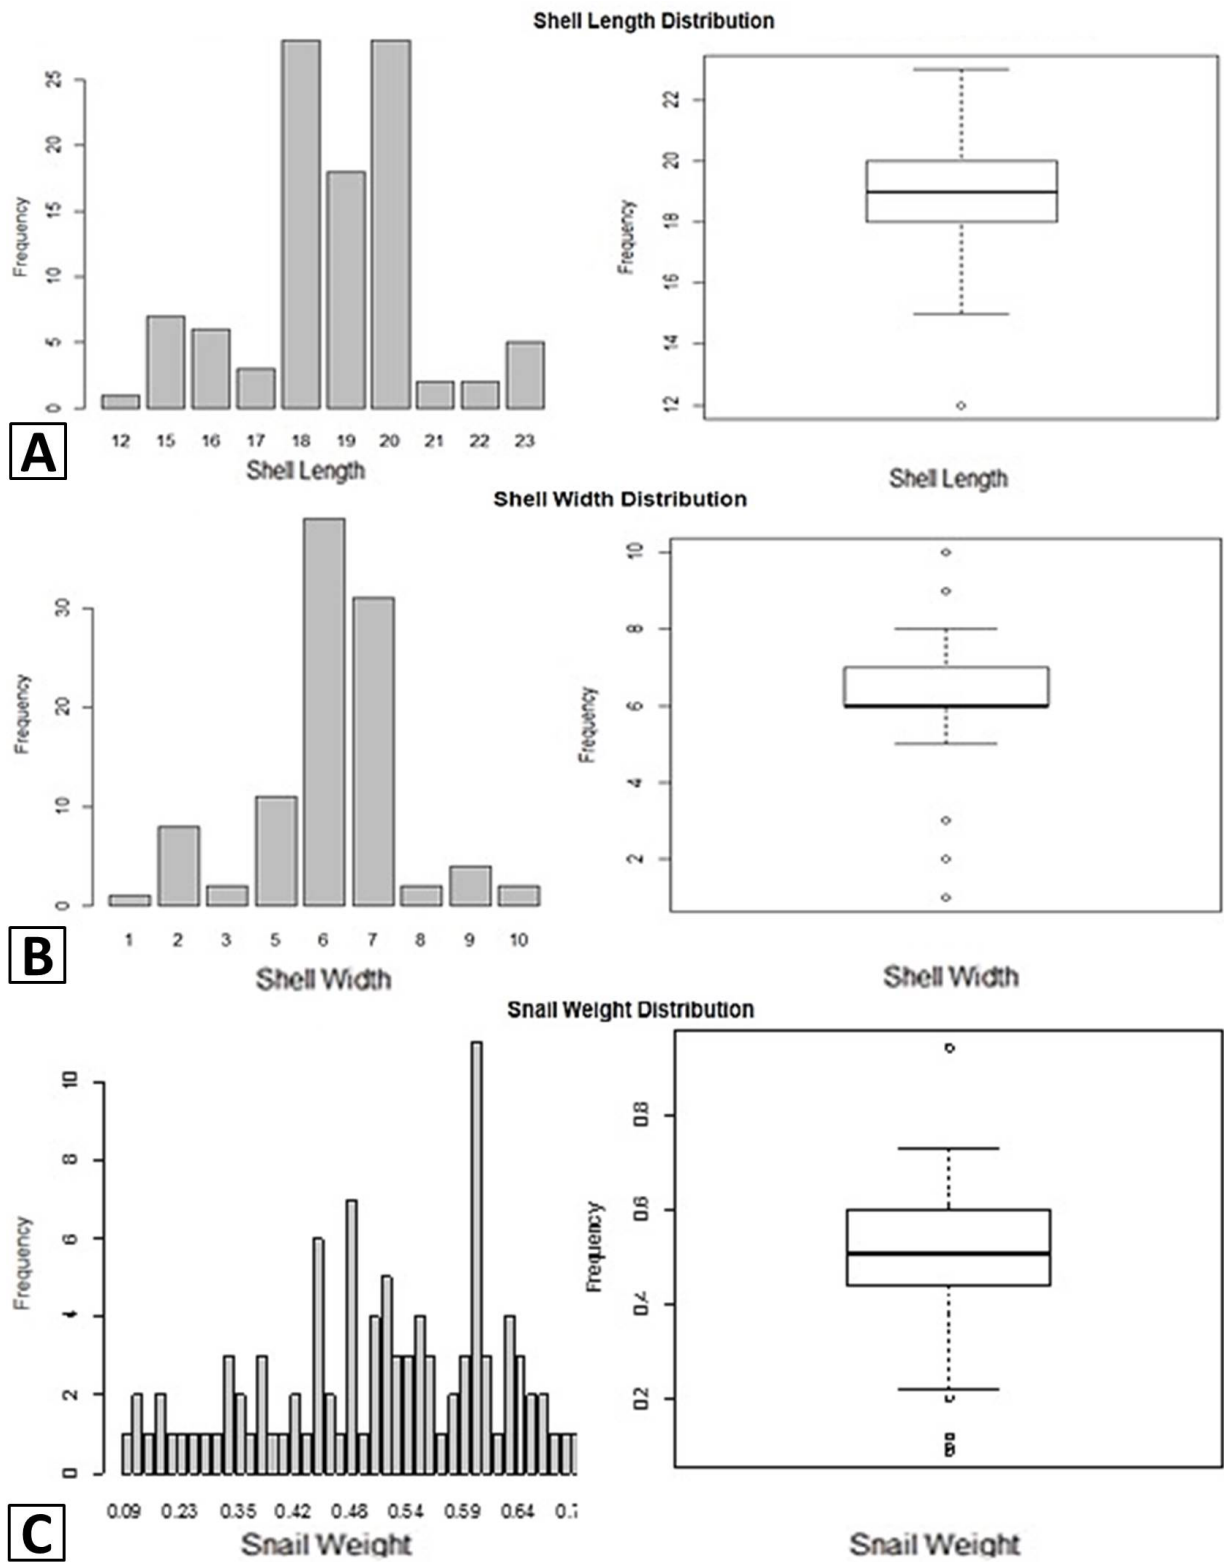 Shell Length Distribution
25
20
15
10
5
0
Frequency
12 15 16 17 18 19 20 21 22 23
Shell Length
A
22
20
18
16
14
12
Frequency
Shell Length
Shell Width Distribution
30
20
10
0
Frequency
1 2 3 5 6 7 8 9 10
Shell Width
B
10
8
6
4
2
Frequency
Shell Width
Snail Weight Distribution
10
8
6
4
2
0
Frequency
0.09 0.23 0.35 0.42 0.48 0.54 0.59 0.64
Snail Weight
C
0.8
0.6
0.4
0.2
Frequency
Snail Weight